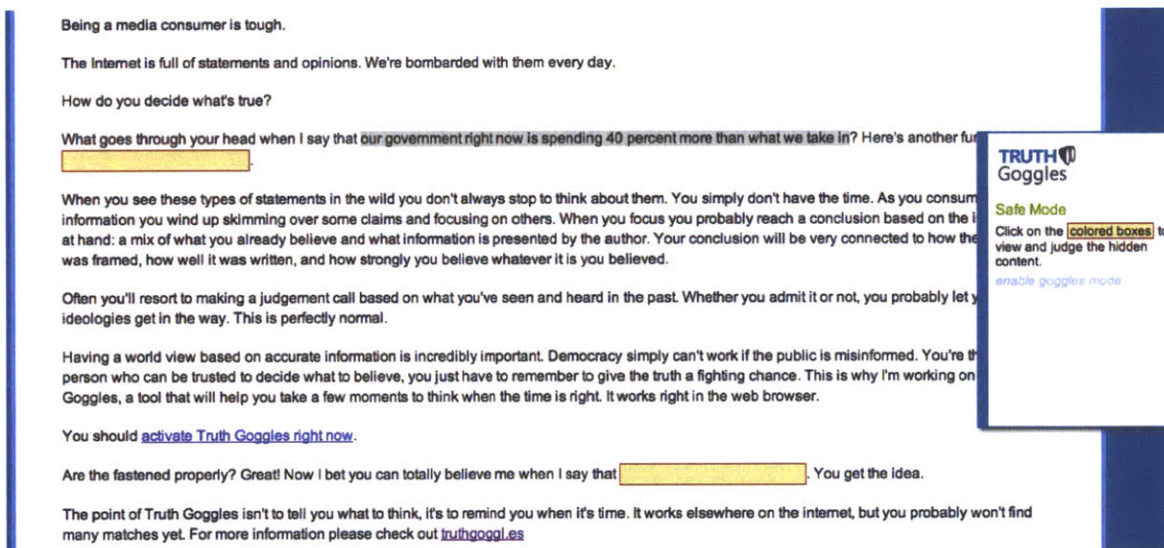 Being a media consumer is tough.
The Internet is full of statements and opinions. We're bombarded with them every day.
How do you decide what's true?
What goes through your head when I say that our government right now is spending 40 percent more than what we take in? Here's another fu
.
When you see these types of statements in the wild you don't always stop to think about them. You simply don't have the time. As you consum
information you wind up skimming over some claims and focusing on others. When you focus you probably reach a conclusion based on the i
at hand: a mix of what you already believe and what information is presented by the author. Your conclusion will be very connected to how the
was framed, how well it was written, and how strongly you believe whatever it is you believed.
Often you'll resort to making a judgement call based on what you've seen and heard in the past. Whether you admit it or not, you probably let y
ideologies get in the way. This is perfectly normal.
Having a world view based on accurate information is incredibly important. Democracy simply can't work if the public is misinformed. You're th
person who can be trusted to decide what to believe, you just have to remember to give the truth a fighting chance. This is why I'm working on
Goggles, a tool that will help you take a few moments to think when the time is right. It works right in the web browser.
You should activate Truth Goggles right now.
Are the fastened properly? Great! Now I bet you can totally believe me when I say that . You get the idea.
The point of Truth Goggles isn't to tell you what to think, it's to remind you when it's time. It works elsewhere on the internet, but you probably won't find
many matches yet. For more information please check out truthgoggl.es
TRUTH
Goggles
Safe Mode
Click on the colored boxes to
view and judge the hidden
content.
enable goggles mode